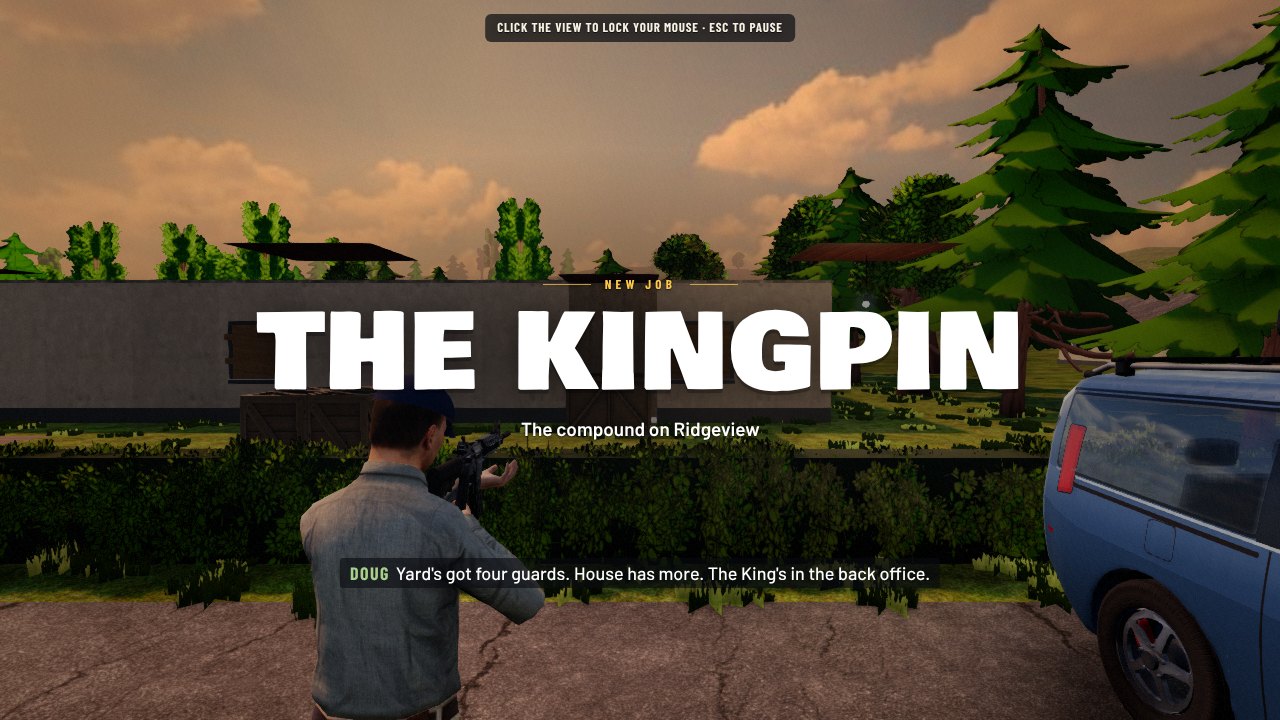 CLICK THE VIEW TO LOCK YOUR MOUSE · ESC TO PAUSE
NEW JOB
THE KINGPIN
The compound on Ridgeview
DOUG Yard's got four guards. House has more. The King's in the back office.